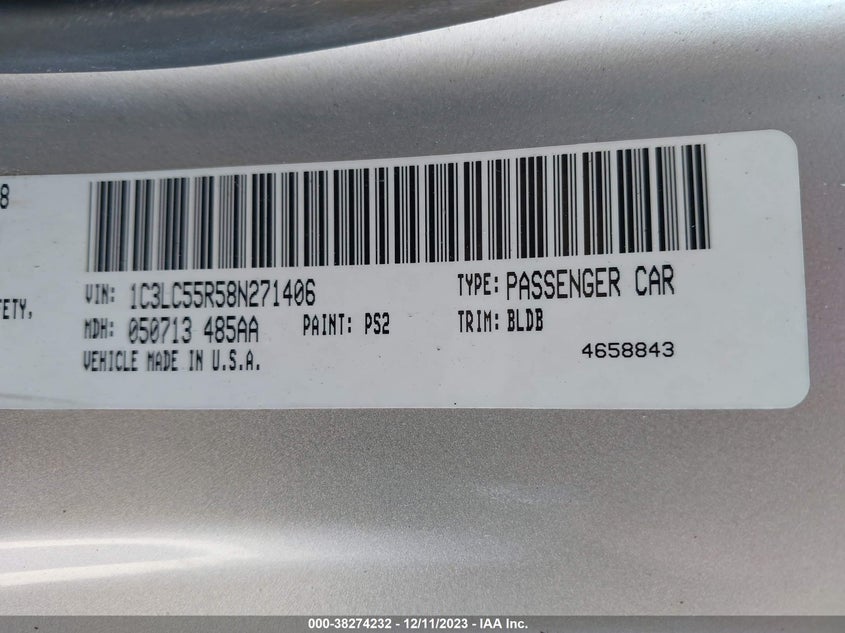 8
ETY,
VIN: 1C3LC55R58N271406 TYPE: PASSENGER CAR
MDH: 050713 485AA PAINT: PS2 TRIM: BLDB
VEHICLE MADE IN U.S.A. 4658843
000-38274232 - 12/11/2023 - IAA Inc.